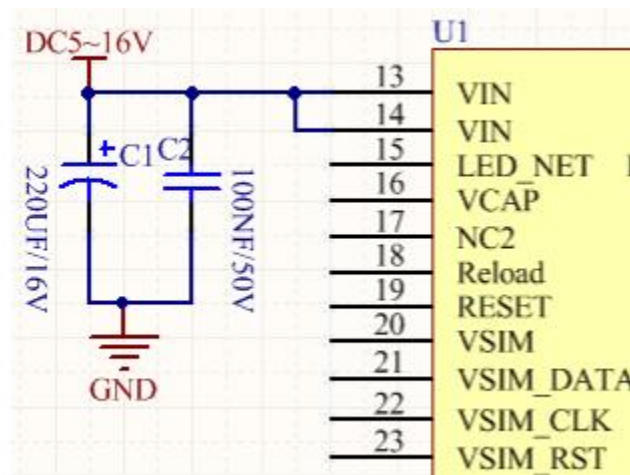 DC5~16V
U1
13 VIN
14 VIN
15 LED_NET
16 VCAP
17 NC2
18 Reload
19 RESET
20 VSIM
21 VSIM_DATA
22 VSIM_CLK
23 VSIM_RST
+
C1
C2
220UF/16V
100NF/50V
GND